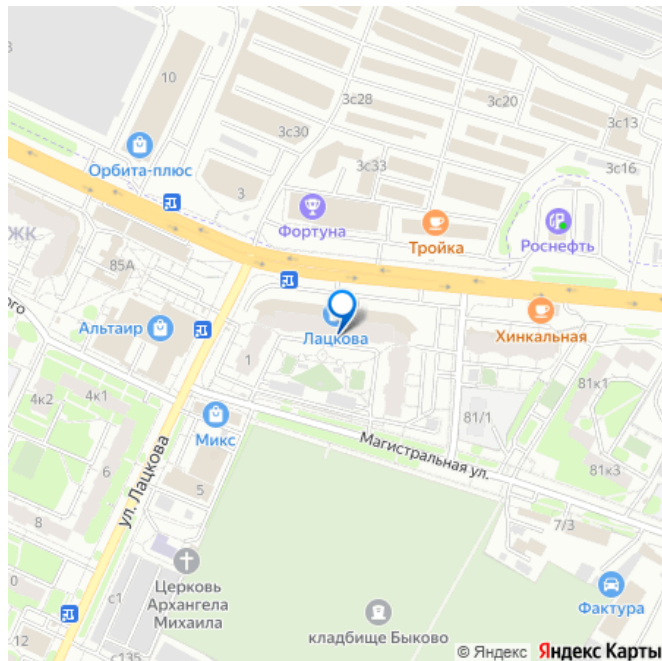 10
3с28
3с20
3с13
3с30
3с33
3с16
Орбита-плюс
3
Фортуна
Тройка
Роснефть
ЖК
85А
ого
Альтаир
Лацкова
Хинкальная
1
4к2
4к1
81/1
81к1
Микс
Магистральная ул.
ул. Лацкова
6
5
81к3
8
7/3
0
с1
Церковь
Архангела
Михаила
Фактура
12
кладбище Быково
с135
© Яндекс Яндекс Карты